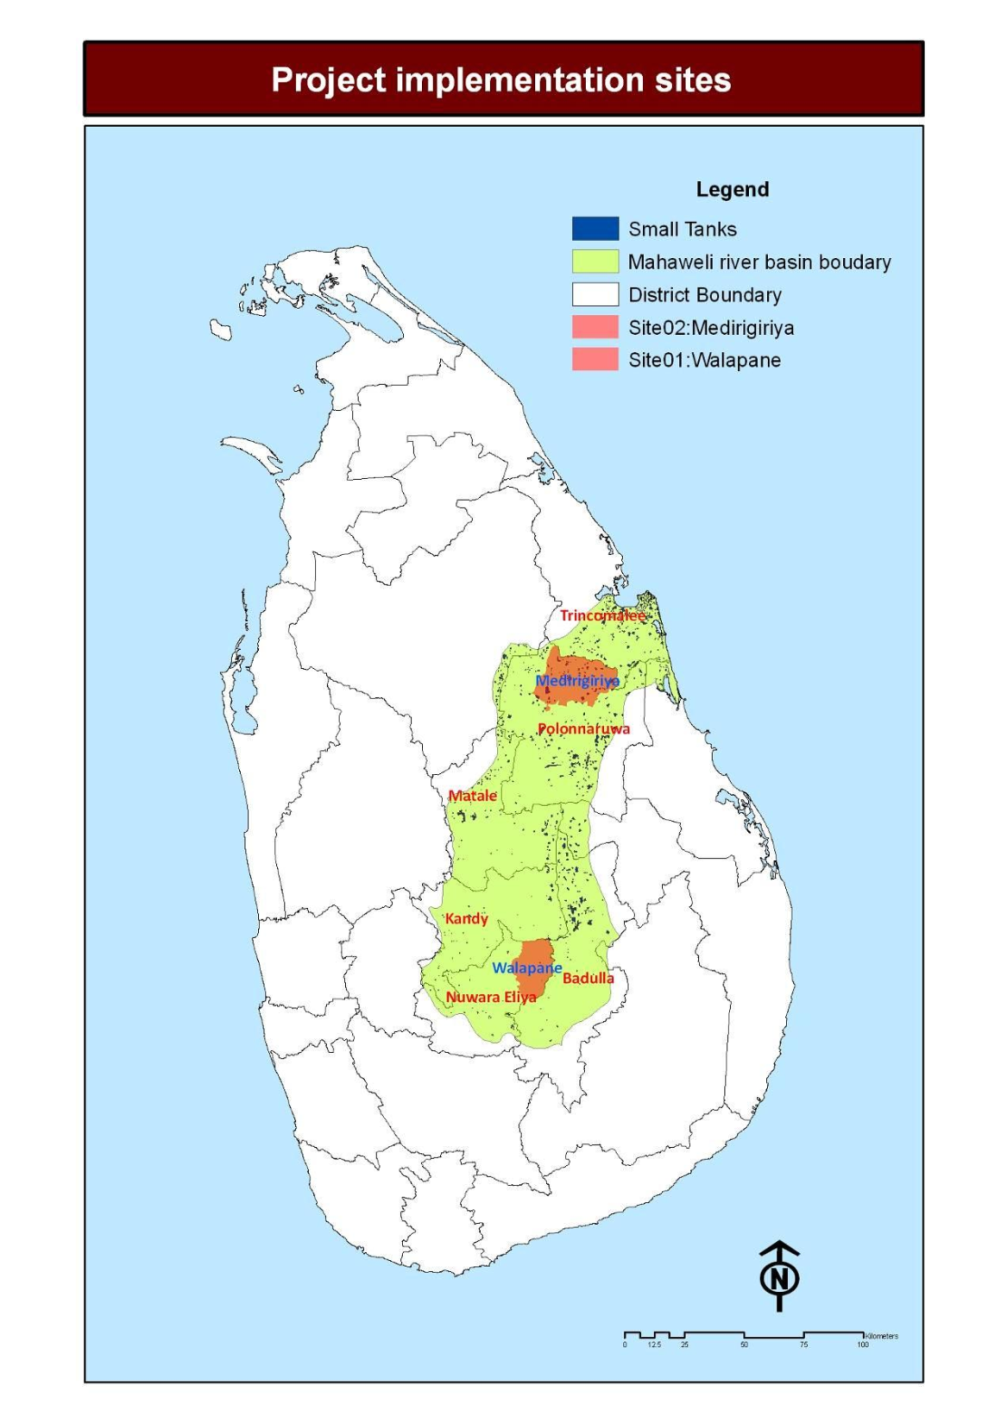 Project implementation sites
Legend
Small Tanks
Mahaweli river basin boudary
District Boundary
Site02:Medirigiriya
Site01:Walapane
Trincomalee
Medirigiriya
Polonnaruwa
Matale
Kandy
Walapane
Badulla
Nuwara Eliya
N
Kilometers
0 12.5 25 50 75 100